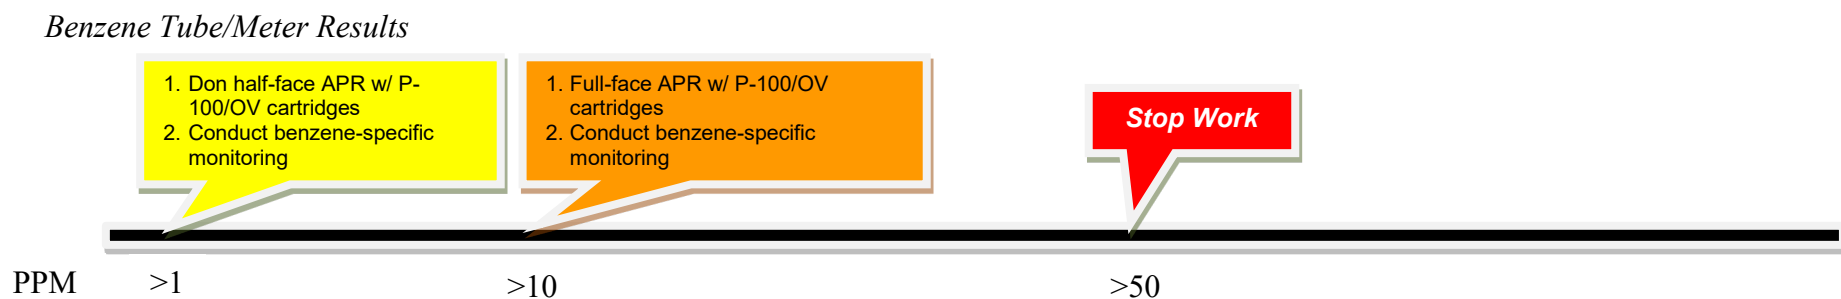 Benzene Tube/Meter Results
1. Don half-face APR w/ P-
100/OV cartridges
2. Conduct benzene-specific
monitoring
1. Full-face APR w/ P-100/OV
cartridges
2. Conduct benzene-specific
monitoring
Stop Work
PPM >1 >10 >50